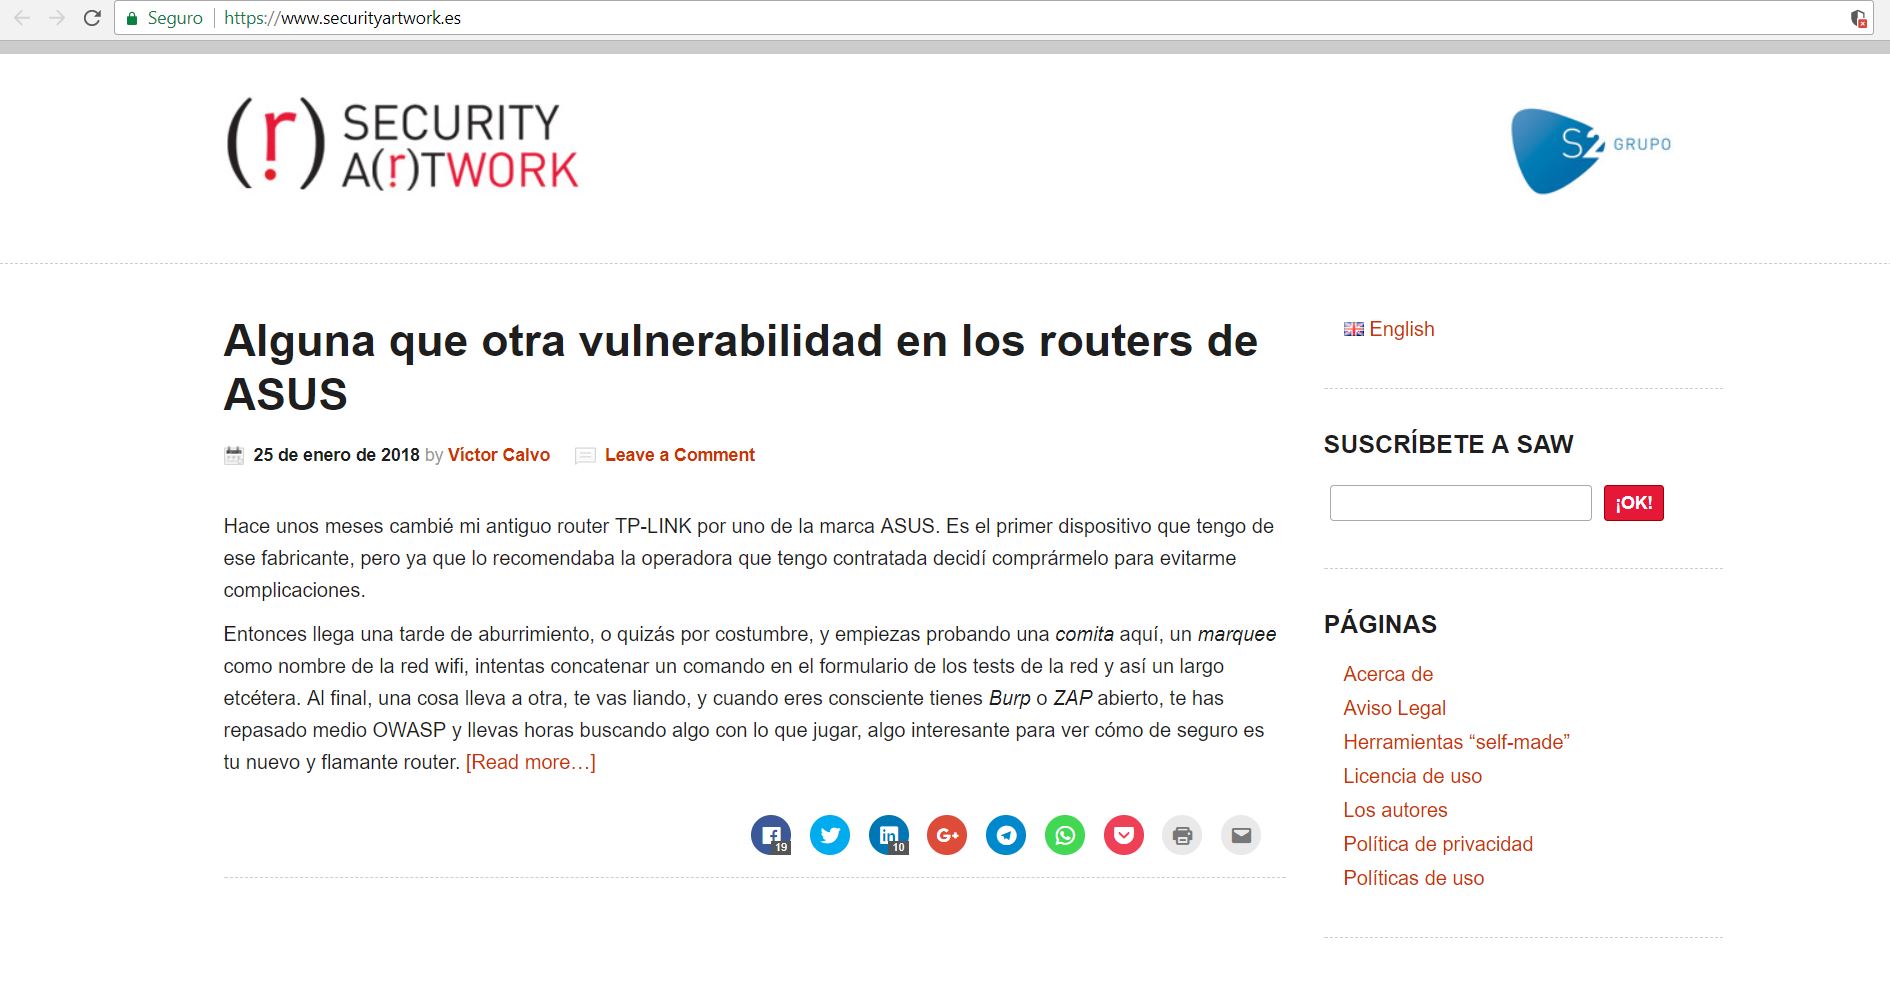 Seguro https://www.securityartwork.es
(r) SECURITY
A(r)TWORK
S2 GRUPO
Alguna que otra vulnerabilidad en los routers de
ASUS
25 de enero de 2018 by Víctor Calvo Leave a Comment
Hace unos meses cambié mi antiguo router TP-LINK por uno de la marca ASUS. Es el primer dispositivo que tengo de
ese fabricante, pero ya que lo recomendaba la operadora que tengo contratada decidí comprármelo para evitarme
complicaciones.
Entonces llega una tarde de aburrimiento, o quizás por costumbre, y empiezas probando una comita aquí, un marquee
como nombre de la red wifi, intentas concatenar un comando en el formulario de los tests de la red y así un largo
etcétera. Al final, una cosa lleva a otra, te vas liando, y cuando eres consciente tienes Burp o ZAP abierto, te has
repasado medio OWASP y llevas horas buscando algo con lo que jugar, algo interesante para ver cómo de seguro es
tu nuevo y flamante router. [Read more…]
19
in
10
G+
English
SUSCRÍBETE A SAW
¡OK!
PÁGINAS
Acerca de
Aviso Legal
Herramientas “self-made”
Licencia de uso
Los autores
Política de privacidad
Políticas de uso